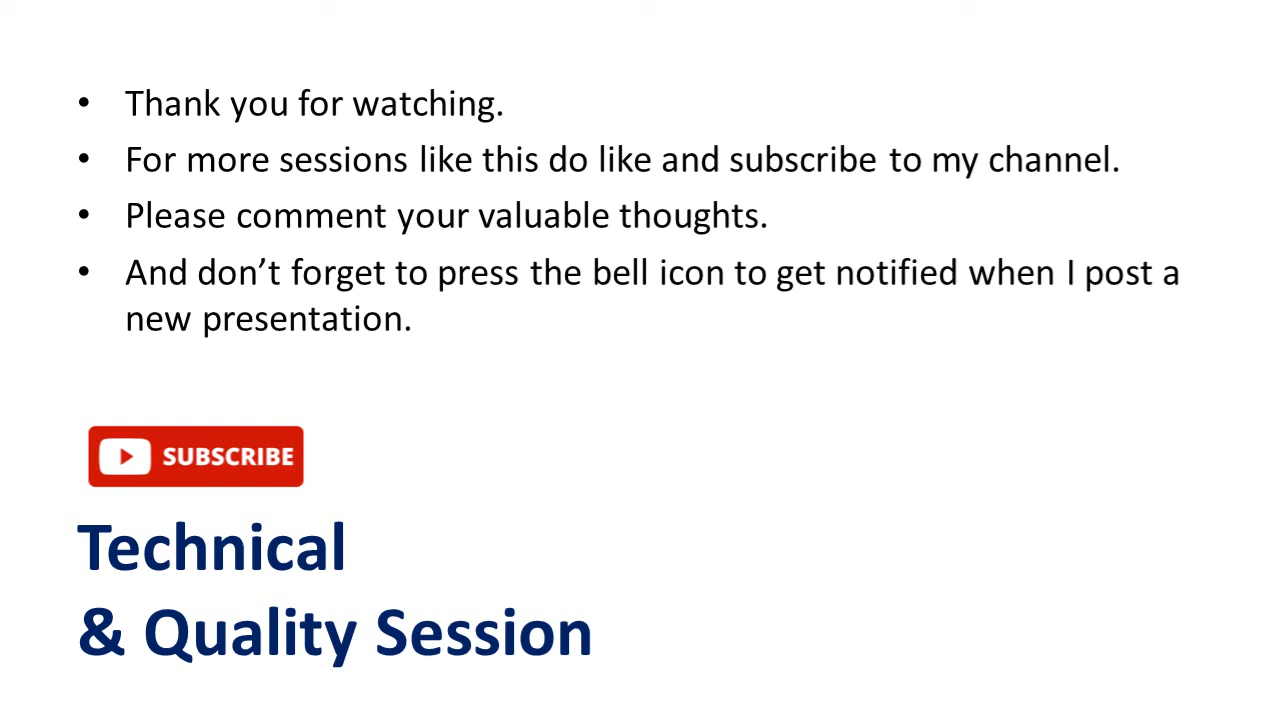 • Thank you for watching.
• For more sessions like this do like and subscribe to my channel.
• Please comment your valuable thoughts.
• And don’t forget to press the bell icon to get notified when I post a
new presentation.
SUBSCRIBE
Technical
& Quality Session